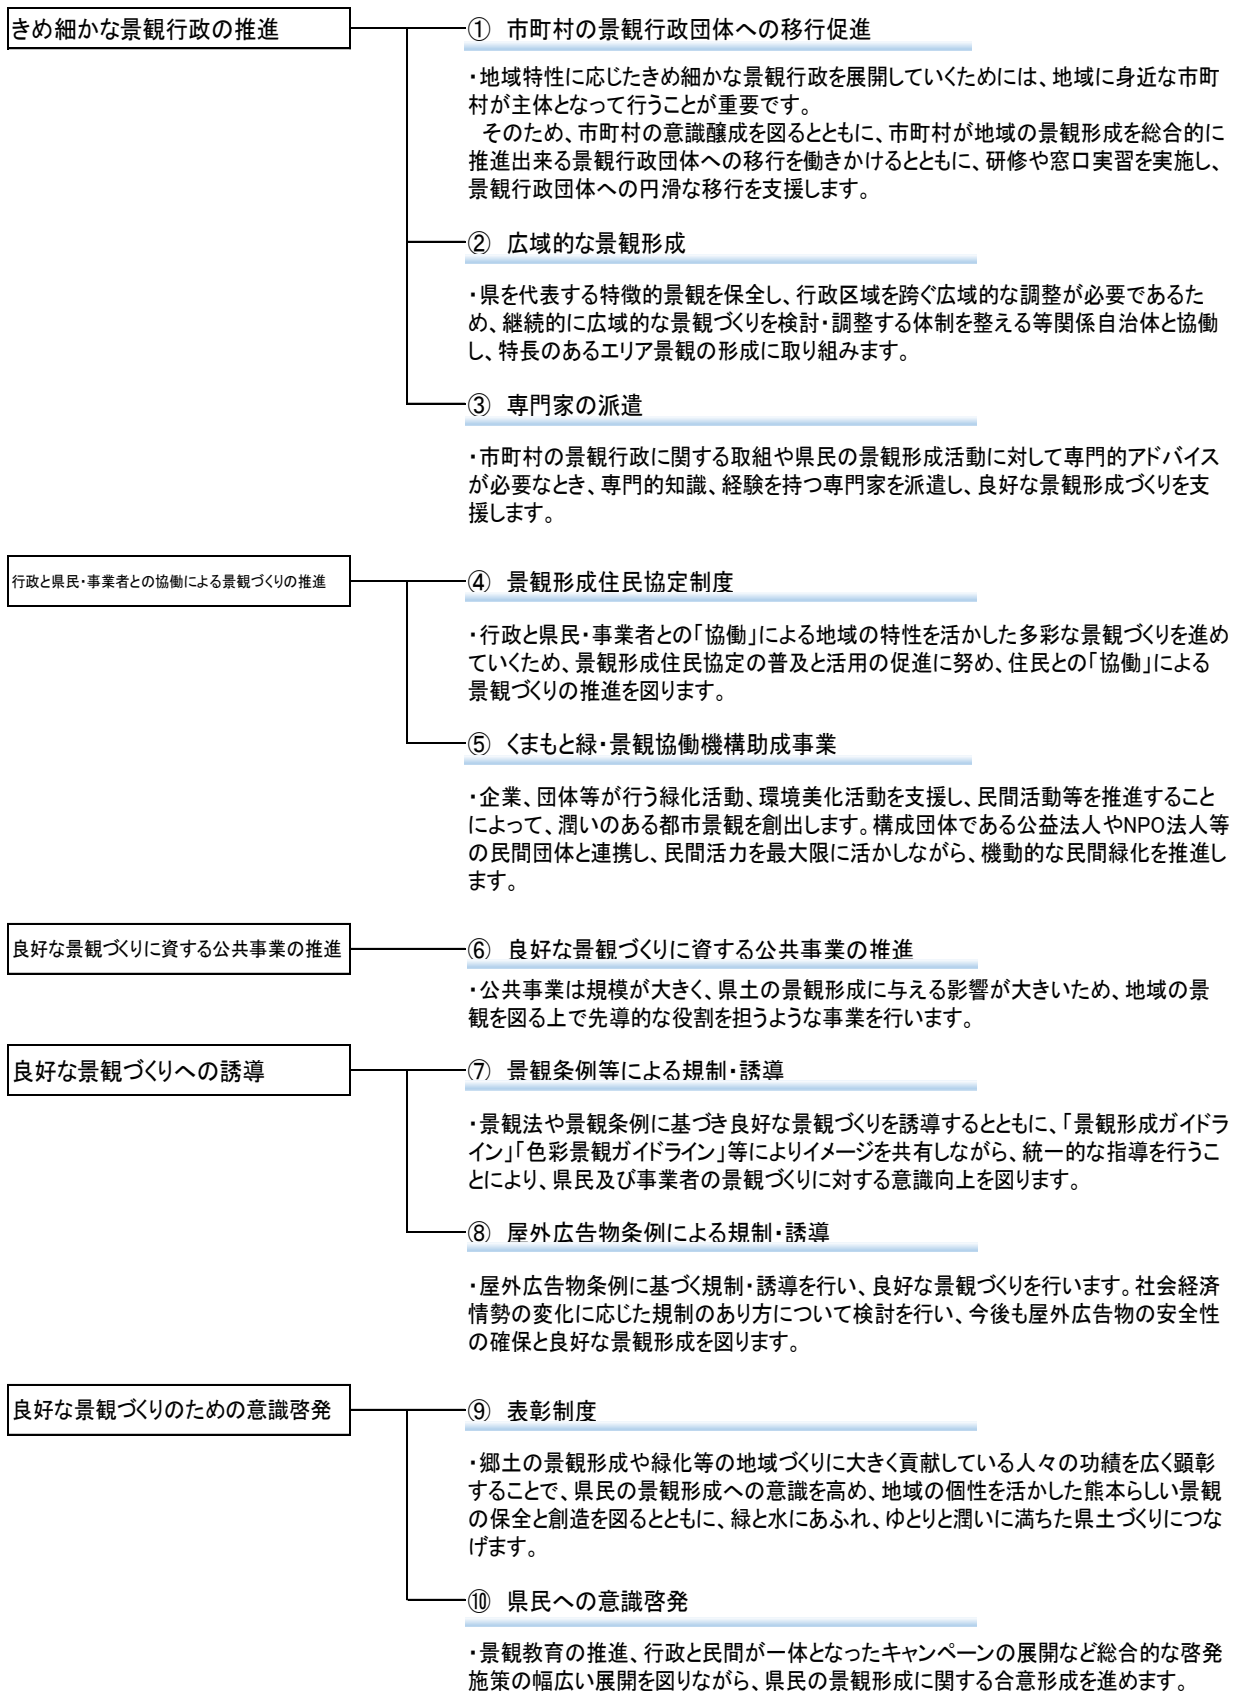 きめ細かな景観行政の推進
① 市町村の景観行政団体への移行促進
・地域特性に応じたきめ細かな景観行政を展開していくためには、地域に身近な市町
村が主体となって行うことが重要です。
そのため、市町村の意識醸成を図るとともに、市町村が地域の景観形成を総合的に
推進出来る景観行政団体への移行を働きかけるとともに、研修や窓口実習を実施し、
景観行政団体への円滑な移行を支援します。
② 広域的な景観形成
・県を代表する特徴的景観を保全し、行政区域を跨ぐ広域的な調整が必要であるた
め、継続的に広域的な景観づくりを検討・調整する体制を整える等関係自治体と協働
し、特長のあるエリア景観の形成に取り組みます。
③ 専門家の派遣
・市町村の景観行政に関する取組や県民の景観形成活動に対して専門的アドバイス
が必要なとき、専門的知識、経験を持つ専門家を派遣し、良好な景観形成づくりを支
援します。
行政と県民・事業者との協働による景観づくりの推進
④ 景観形成住民協定制度
・行政と県民・事業者との「協働」による地域の特性を活かした多彩な景観づくりを進め
ていくため、景観形成住民協定の普及と活用の促進に努め、住民との「協働」による
景観づくりの推進を図ります。
⑤ くまもと緑・景観協働機構助成事業
・企業、団体等が行う緑化活動、環境美化活動を支援し、民間活動等を推進すること
によって、潤いのある都市景観を創出します。構成団体である公益法人やNPO法人等
の民間団体と連携し、民間活力を最大限に活かしながら、機動的な民間緑化を推進し
ます。
良好な景観づくりに資する公共事業の推進
⑥ 良好な景観づくりに資する公共事業の推進
・公共事業は規模が大きく、県土の景観形成に与える影響が大きいため、地域の景
観を図る上で先導的な役割を担うような事業を行います。
良好な景観づくりへの誘導
⑦ 景観条例等による規制・誘導
・景観法や景観条例に基づき良好な景観づくりを誘導するとともに、「景観形成ガイドラ
イン」「色彩景観ガイドライン」等によりイメージを共有しながら、統一的な指導を行うこ
とにより、県民及び事業者の景観づくりに対する意識向上を図ります。
⑧ 屋外広告物条例による規制・誘導
・屋外広告物条例に基づく規制・誘導を行い、良好な景観づくりを行います。社会経済
情勢の変化に応じた規制のあり方について検討を行い、今後も屋外広告物の安全性
の確保と良好な景観形成を図ります。
良好な景観づくりのための意識啓発
⑨ 表彰制度
・郷土の景観形成や緑化等の地域づくりに大きく貢献している人々の功績を広く顕彰
することで、県民の景観形成への意識を高め、地域の個性を活かした熊本らしい景観
の保全と創造を図るとともに、緑と水にあふれ、ゆとりと潤いに満ちた県土づくりにつな
げます。
⑩ 県民への意識啓発
・景観教育の推進、行政と民間が一体となったキャンペーンの展開など総合的な啓発
施策の幅広い展開を図りながら、県民の景観形成に関する合意形成を進めます。